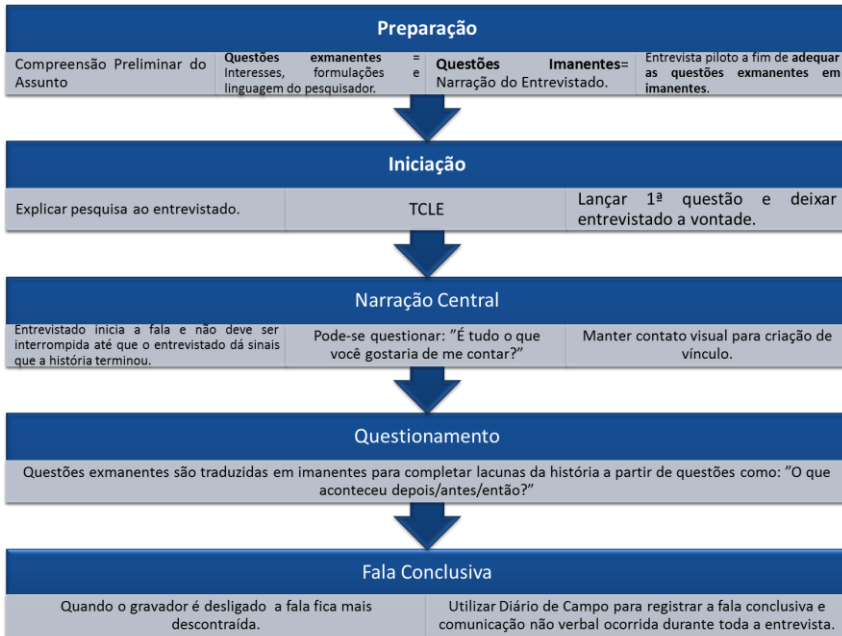 Preparação
Compreensão Preliminar do
Assunto
Questões exmanentes =
Interesses, formulações e
linguagem do pesquisador.
Questões Imanentes=
Narração do Entrevistado.
Entrevista piloto a fim de adequar
as questões exmanentes em
imanentes.
Iniciação
Explicar pesquisa ao entrevistado.
TCLE
Lançar 1ª questão e deixar
entrevistado a vontade.
Narração Central
Entrevistado inicia a fala e não deve ser
interrompida até que o entrevistado dá sinais
que a história terminou.
Pode-se questionar: ”É tudo o que
você gostaria de me contar?”
Manter contato visual para criação de
vínculo.
Questionamento
Questões exmanentes são traduzidas em imanentes para completar lacunas da história a partir de questões como: ”O que
aconteceu depois/antes/então?”
Fala Conclusiva
Quando o gravador é desligado a fala fica mais
descontraída.
Utilizar Diário de Campo para registrar a fala conclusiva e
comunicação não verbal ocorrida durante toda a entrevista.